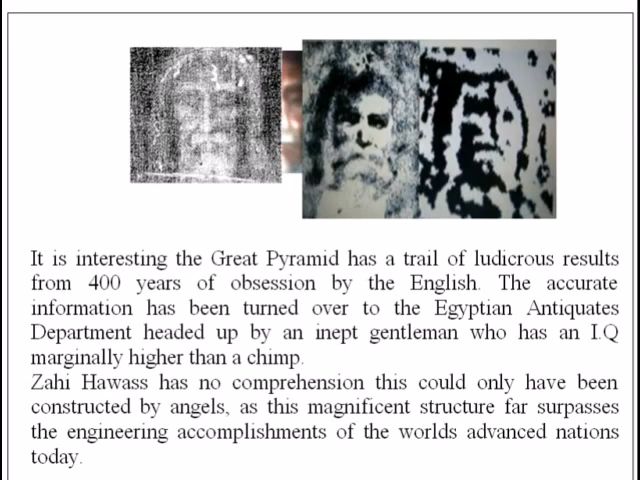 It is interesting the Great Pyramid has a trail of ludicrous results
from 400 years of obsession by the English. The accurate
information has been turned over to the Egyptian Antiquates
Department headed up by an inept gentleman who has an I.Q
marginally higher than a chimp.
Zahi Hawass has no comprehension this could only have been
constructed by angels, as this magnificent structure far surpasses
the engineering accomplishments of the worlds advanced nations
today.